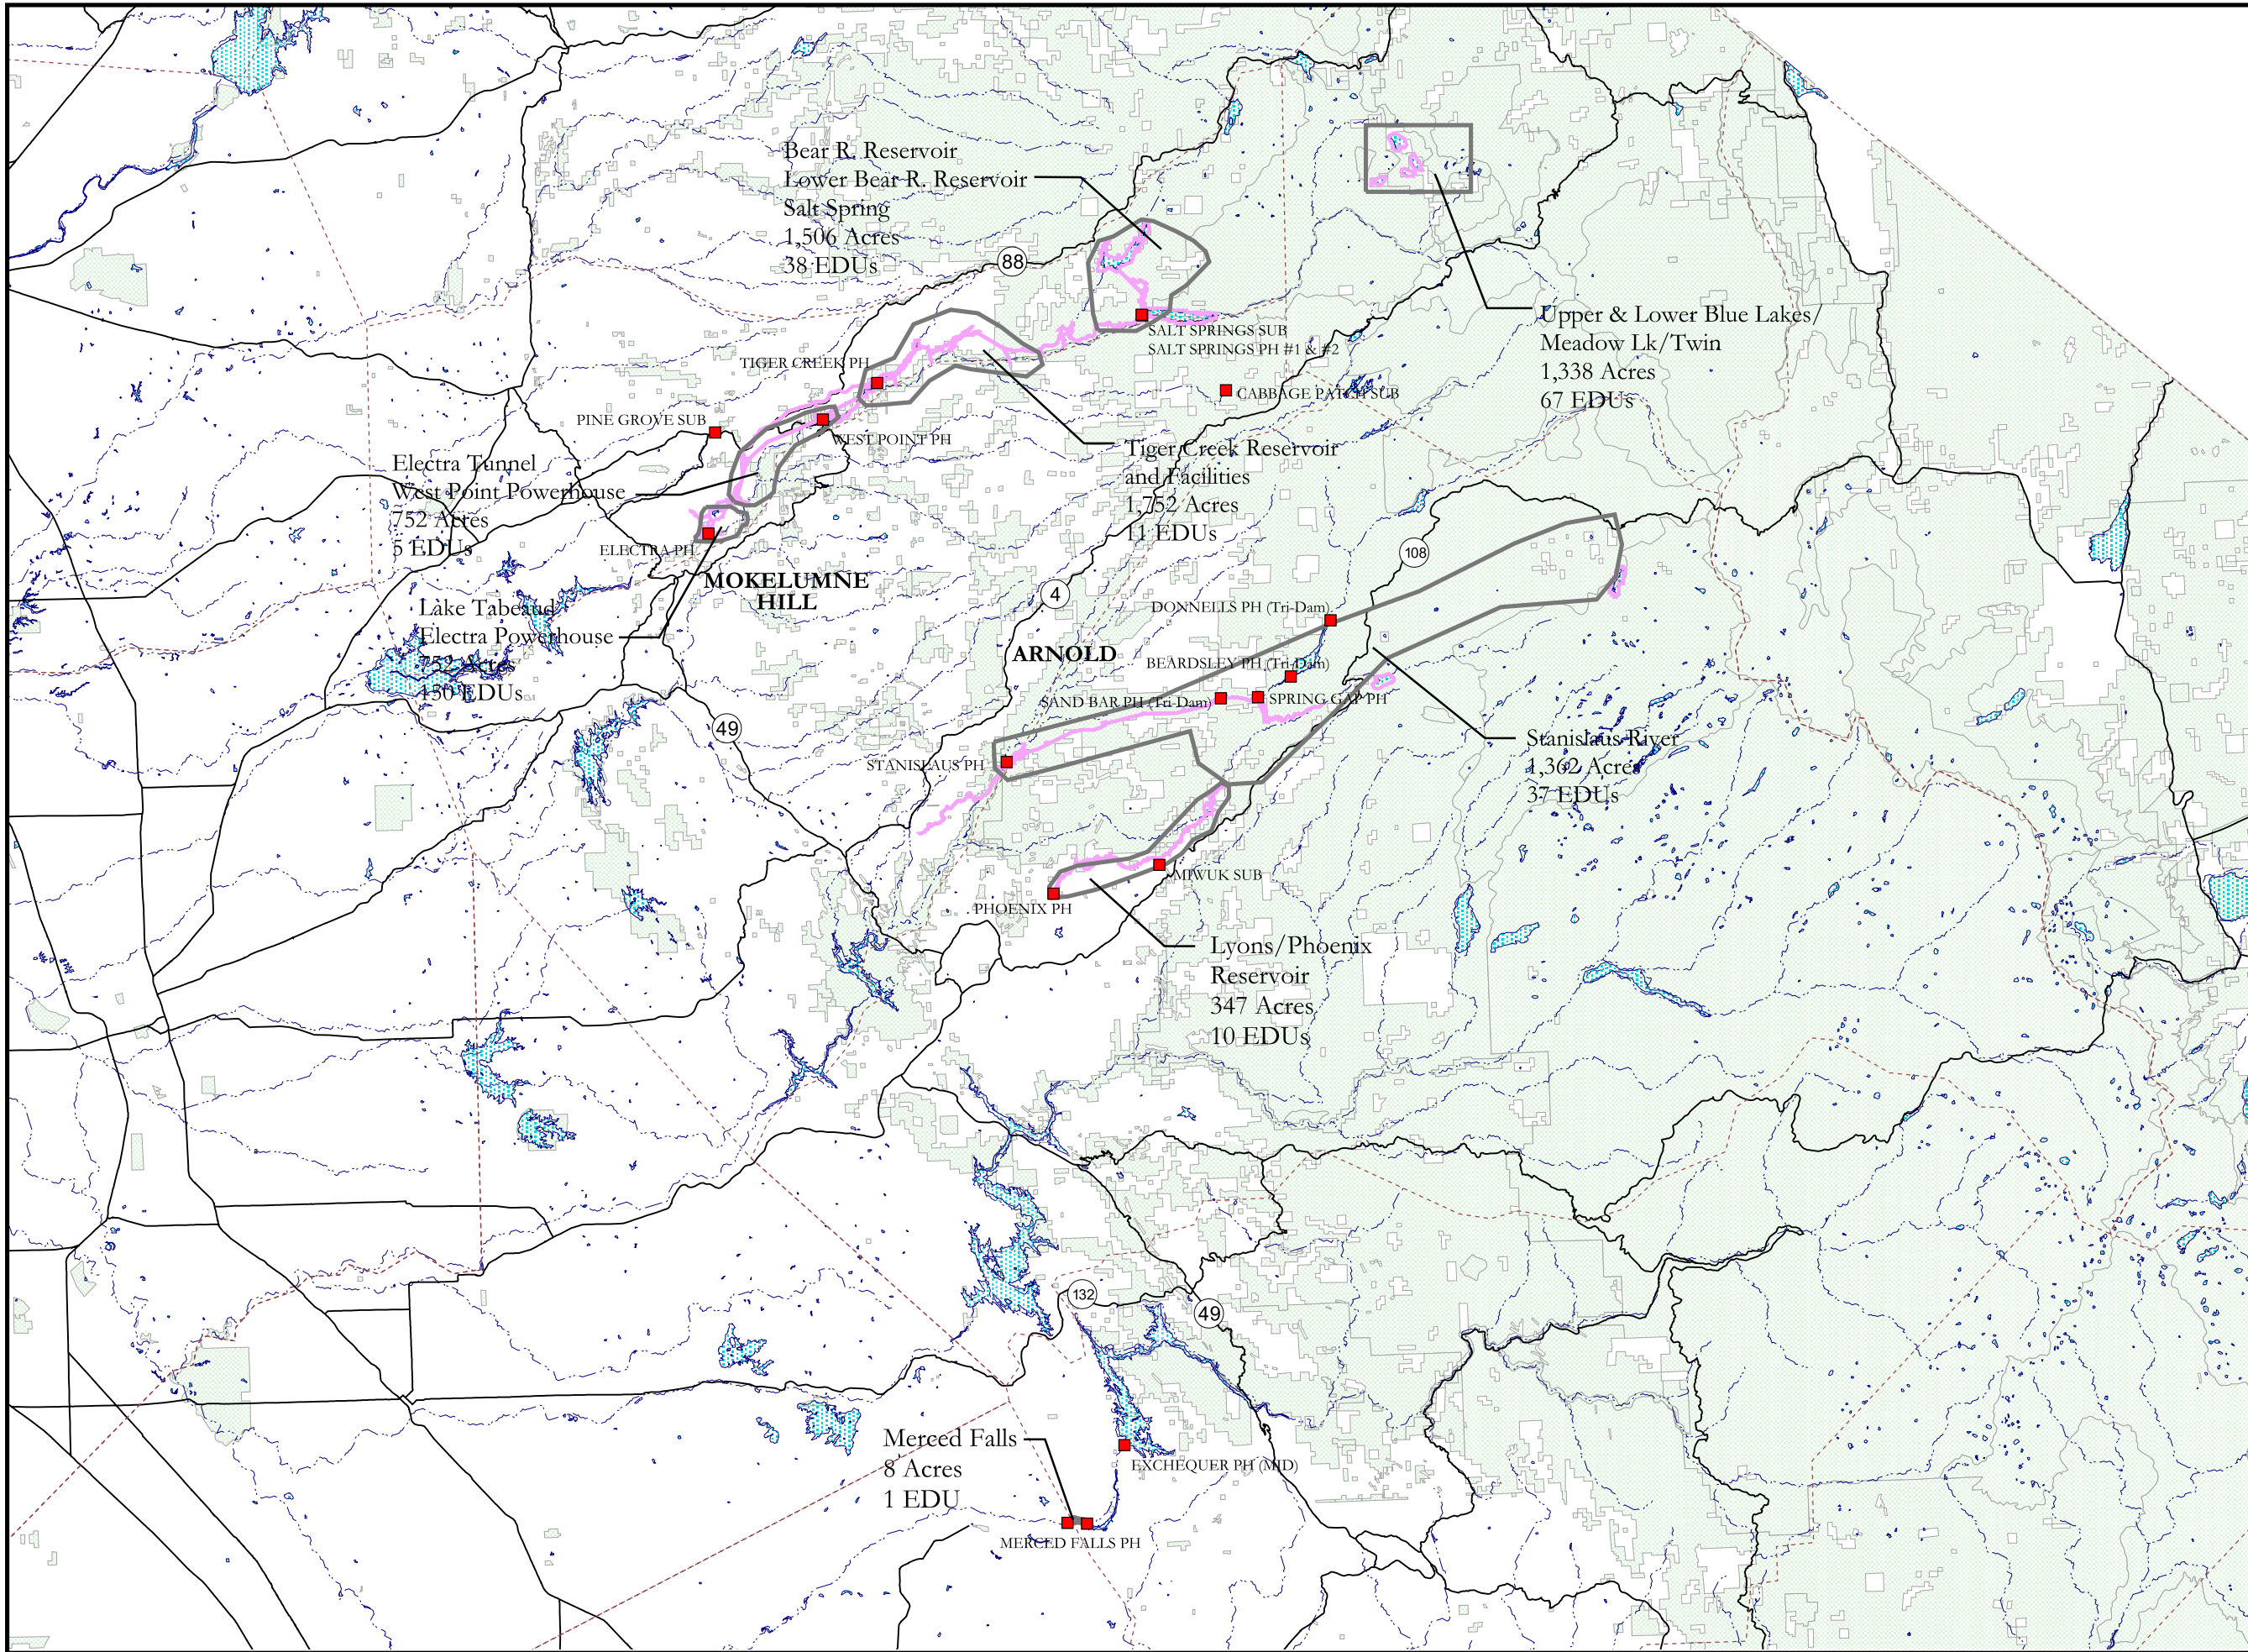 Bear R. Reservoir
Lower Bear R. Reservoir
Salt Spring
1,506 Acres
38 EDUs
88
Upper & Lower Blue Lakes/
Meadow Lk/Twin
1,338 Acres
67 EDUs
SALT SPRINGS SUB
SALT SPRINGS PH #1 & #2
TIGER CREEK PH
CABBAGE PATCH SUB
PINE GROVE SUB
WEST POINT PH
Tiger Creek Reservoir
and Facilities
1,752 Acres
11 EDUs
Electra Tunnel
West Point Powerhouse
752 Acres
5 EDUs
ELECTRA PH
MOKELUMNE
HILL
108
4
Lake Tabeaud
Electra Powerhouse
752 Acres
150 EDUs
DONNELLS PH (Tri-Dam)
ARNOLD
BEARDSLEY PH (Tri-Dam)
SAND BAR PH (Tri-Dam)
SPRING GAP PH
49
Stanislaus River
1,362 Acres
37 EDUs
STANISLAUS PH
MIWUK SUB
PHOENIX PH
Lyons/Phoenix
Reservoir
347 Acres
10 EDUs
132
49
Merced Falls
8 Acres
1 EDU
EXCHEQUER PH (MID)
MERCED FALLS PH